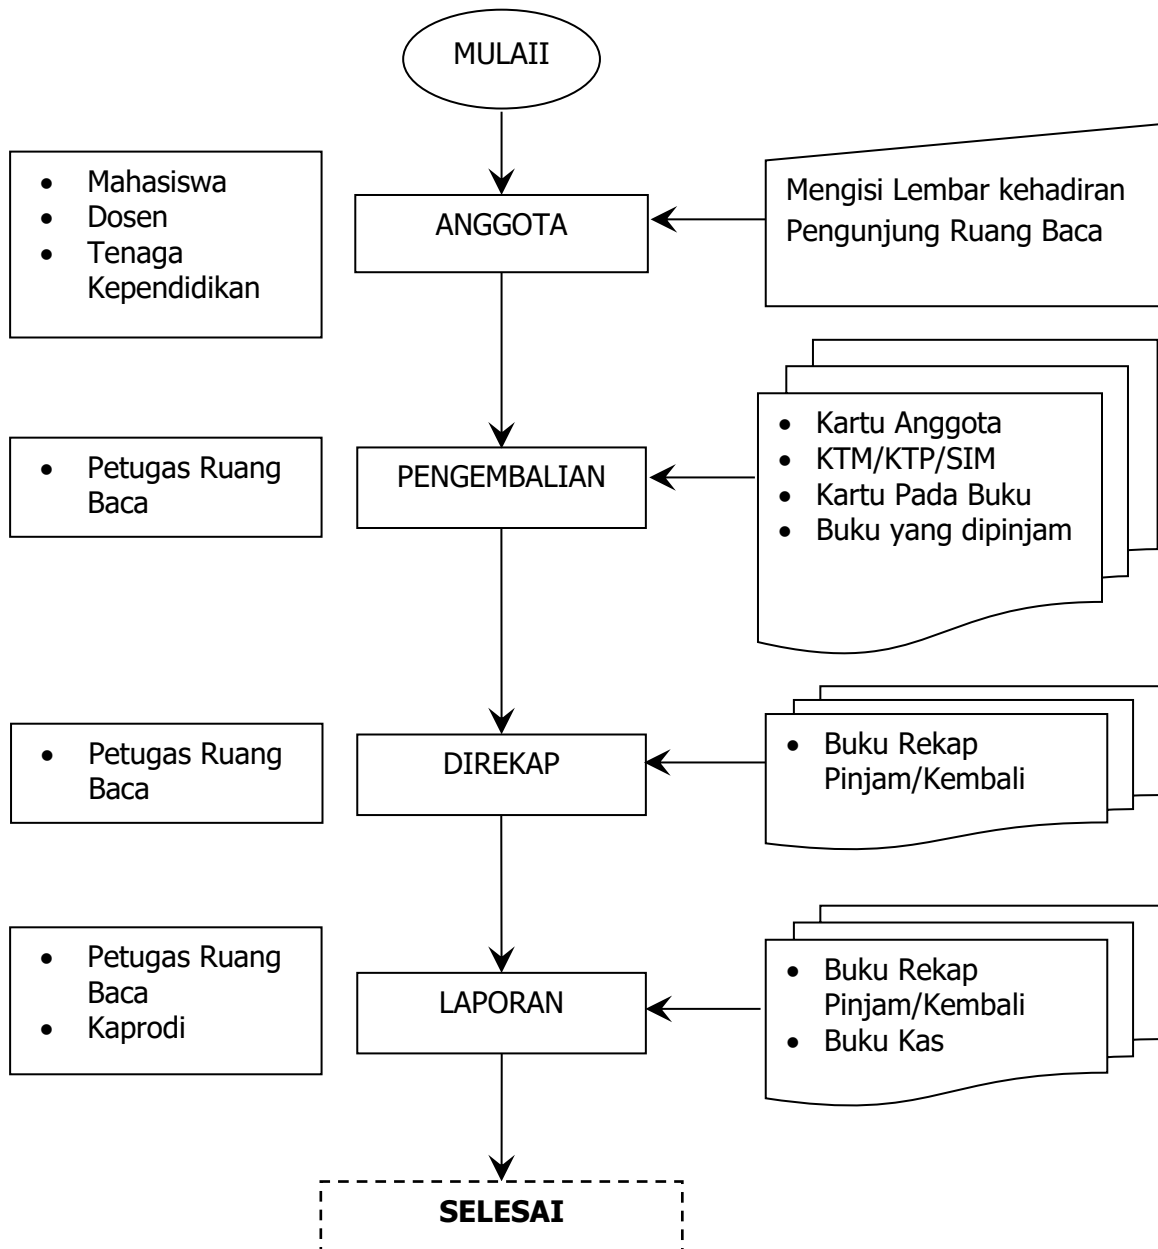 MULAII
• Mahasiswa
• Dosen
• Tenaga
Kependidikan
ANGGOTA
Mengisi Lembar kehadiran
Pengunjung Ruang Baca
• Petugas Ruang
Baca
PENGEMBALIAN
• Kartu Anggota
• KTM/KTP/SIM
• Kartu Pada Buku
• Buku yang dipinjam
• Petugas Ruang
Baca
DIREKAP
• Buku Rekap
Pinjam/Kembali
• Petugas Ruang
Baca
• Kaprodi
LAPORAN
• Buku Rekap
Pinjam/Kembali
• Buku Kas
SELESAI